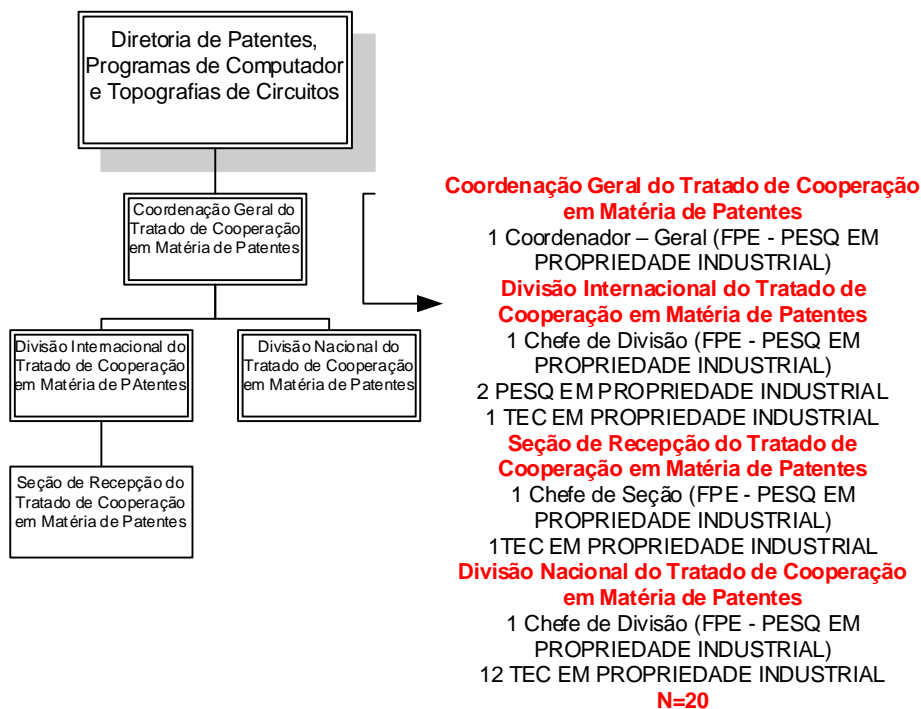 Diretoria de Patentes,
Programas de Computador
e Topografias de Circuitos
Coordenação Geral do
Tratado de Cooperação
em Matéria de Patentes
Divisão Internacional do
Tratado de Cooperação
em Matéria de PAtentes
Divisão Nacional do
Tratado de Cooperação
em Matéria de Patentes
Seção de Recepção do
Tratado de Cooperação
em Matéria de Patentes
Coordenação Geral do Tratado de Cooperação
em Matéria de Patentes
1 Coordenador – Geral (FPE - PESQ EM
PROPRIEDADE INDUSTRIAL)
Divisão Internacional do Tratado de
Cooperação em Matéria de Patentes
1 Chefe de Divisão (FPE - PESQ EM
PROPRIEDADE INDUSTRIAL)
2 PESQ EM PROPRIEDADE INDUSTRIAL
1 TEC EM PROPRIEDADE INDUSTRIAL
Seção de Recepção do Tratado de
Cooperação em Matéria de Patentes
1 Chefe de Seção (FPE - PESQ EM
PROPRIEDADE INDUSTRIAL)
1TEC EM PROPRIEDADE INDUSTRIAL
Divisão Nacional do Tratado de Cooperação
em Matéria de Patentes
1 Chefe de Divisão (FPE - PESQ EM
PROPRIEDADE INDUSTRIAL)
12 TEC EM PROPRIEDADE INDUSTRIAL
N=20